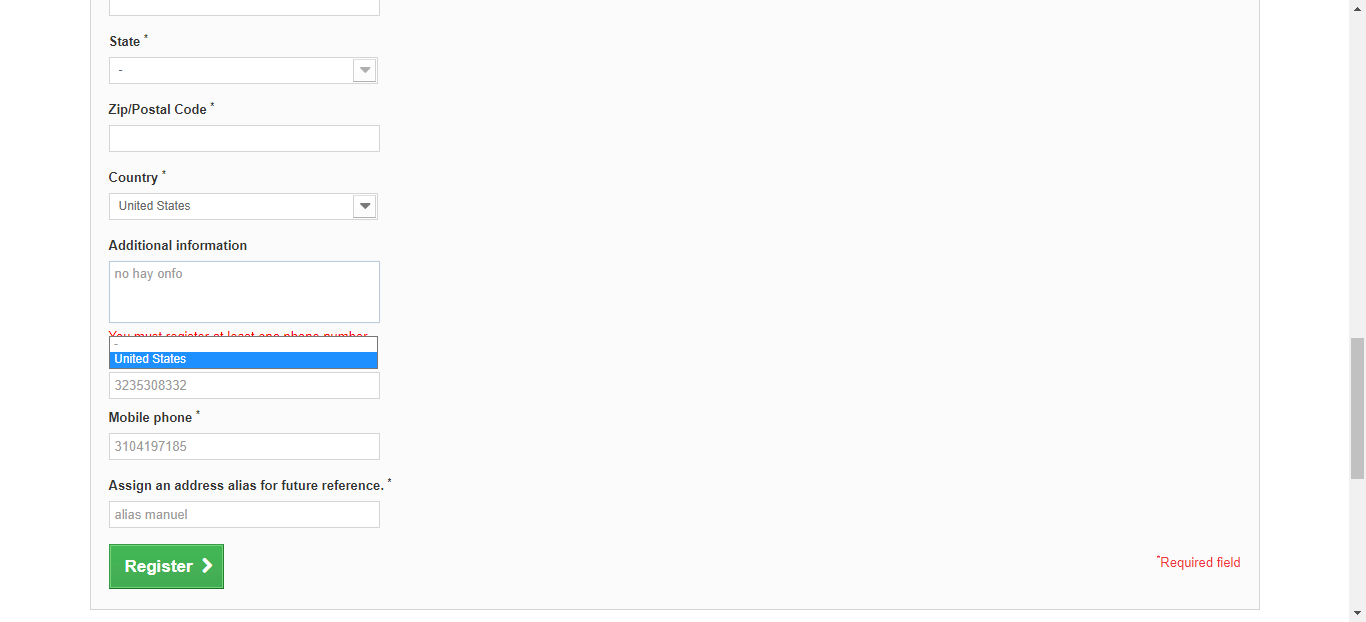 State *
-
Zip/Postal Code *
Country *
United States
Additional information
no hay onfo
You must register at least one phone number
-
United States
3235308332
Mobile phone *
3104197185
Assign an address alias for future reference. *
alias manuel
Register
*Required field